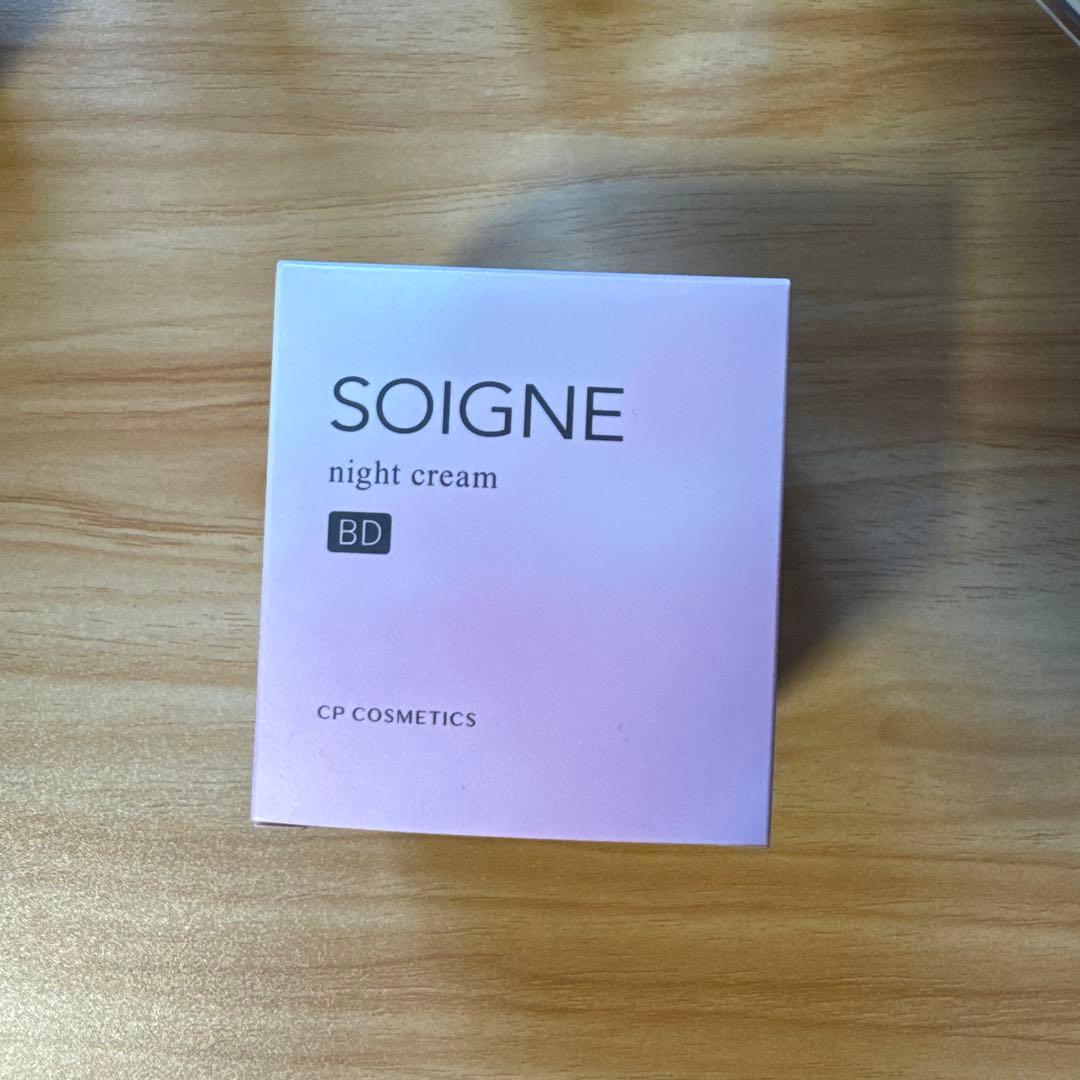 SOIGNE
night cream
BD
CP COSMETICS